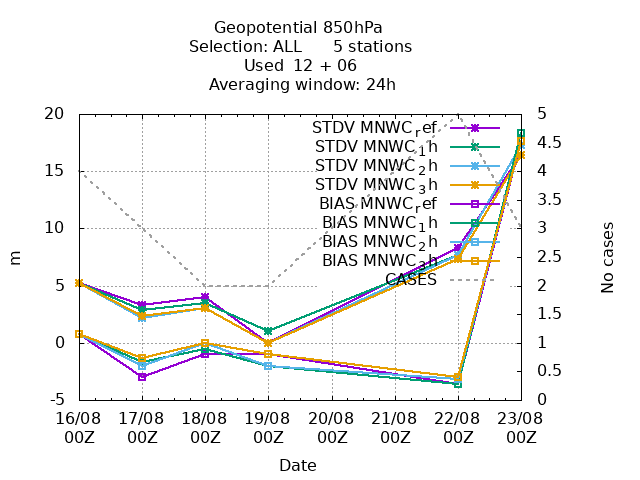 Geopotential 850hPa
Selection: ALL 5 stations
Used 12 + 06
Averaging window: 24h
20
15
10
5
0
-5
m
5
4.5
4
3.5
3
2.5
2
1.5
1
0.5
0
No cases
STDV MNWC_ref
STDV MNWC_1h
STDV MNWC_2h
STDV MNWC_3h
BIAS MNWC_ref
BIAS MNWC_1h
BIAS MNWC_2h
BIAS MNWC_3h
CASES
16/08 17/08 18/08 19/08 20/08 21/08 22/08 23/08
00Z 00Z 00Z 00Z 00Z 00Z 00Z 00Z
Date